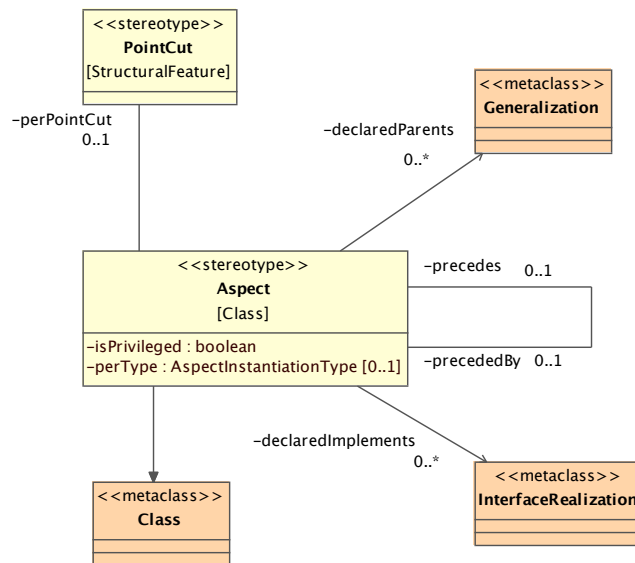 <<stereotype>>
PointCut
[StructuralFeature]
-perPointCut
0..1
<<metaclass>>
Generalization
-declaredParents
0..*
<<stereotype>>
Aspect
[Class]
-isPrivileged : boolean
-perType : AspectInstantiationType [0..1]
-precedes 0..1
-precededBy 0..1
-declaredImplements
0..*
<<metaclass>>
Class
<<metaclass>>
InterfaceRealization